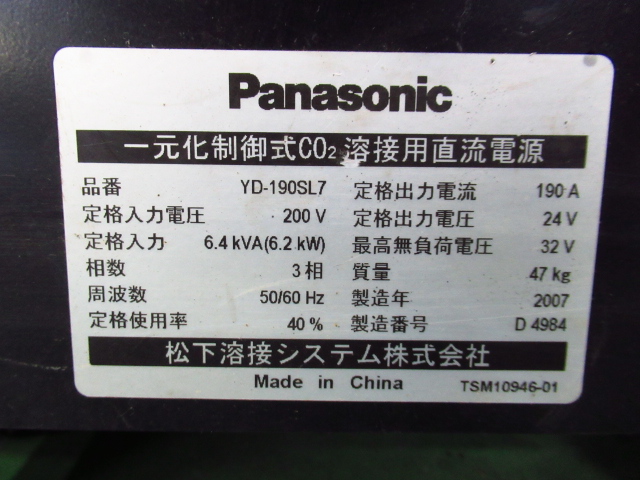 Panasonic
一元化制御式CO2溶接用直流電源
品番 YD-190SL7 定格出力電流 190 A
定格入力電圧 200 V 定格出力電圧 24 V
定格入力 6.4 kVA(6.2 kW) 最高無負荷電圧 32 V
相数 3 相 質量 47 kg
周波数 50/60 Hz 製造年 2007
定格使用率 40 % 製造番号 D 4984
松下溶接システム株式会社
Made in China TSM10946-01